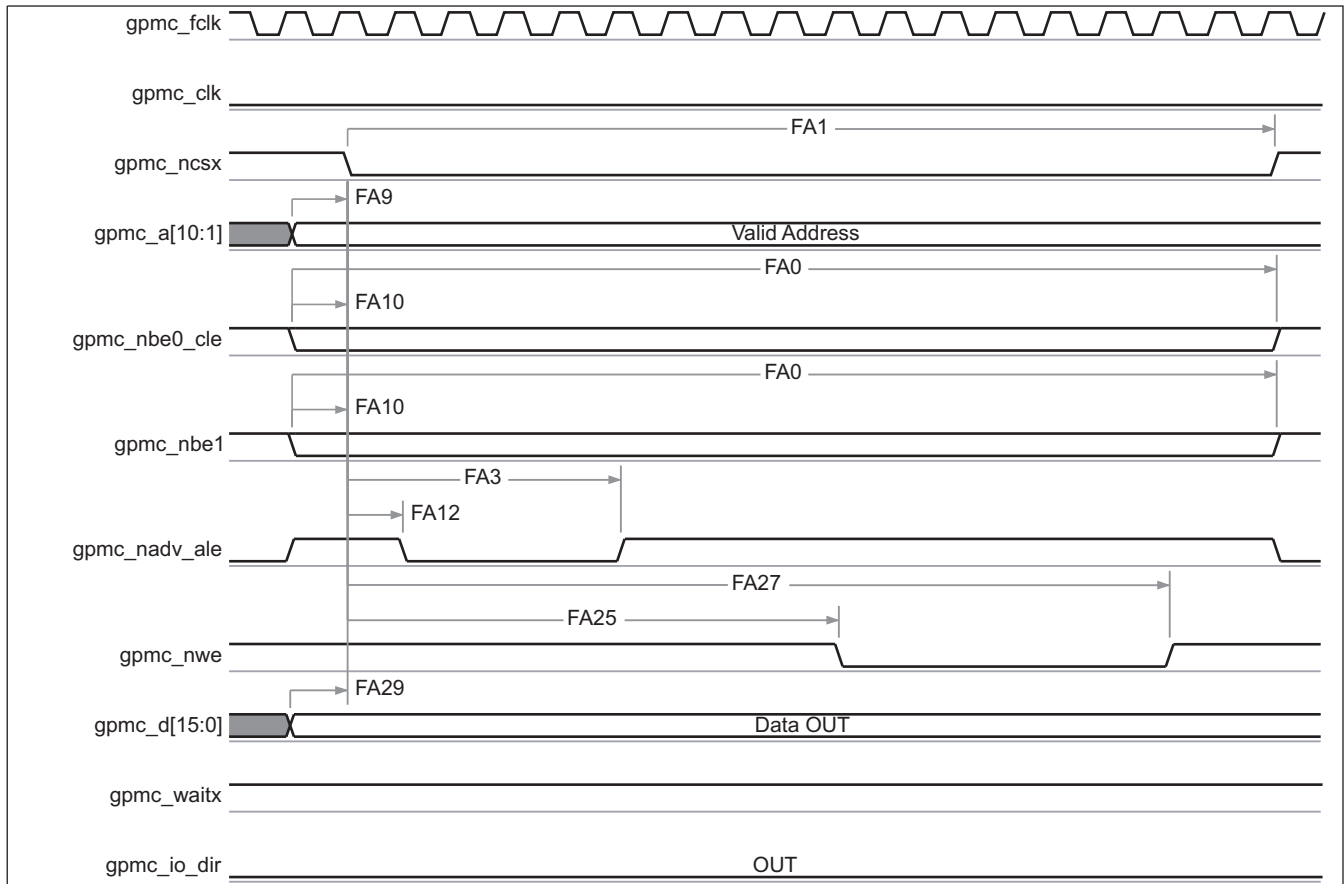 gpmc_fclk
gpmc_clk
FA1
gpmc_ncsx
FA9
gpmc_a[10:1]
Valid Address
FA0
FA10
gpmc_nbe0_cle
FA0
FA10
gpmc_nbe1
FA3
FA12
gpmc_nadv_ale
FA27
FA25
gpmc_nwe
FA29
gpmc_d[15:0]
Data OUT
gpmc_waitx
gpmc_io_dir
OUT